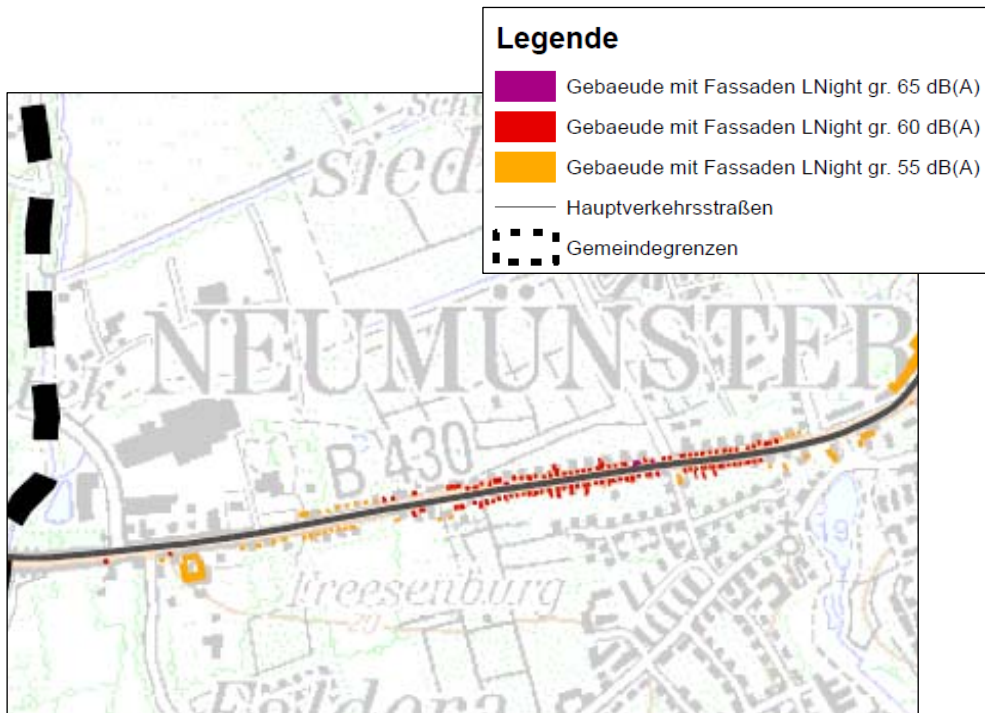 Legende
Gebaeude mit Fassaden LNight gr. 65 dB(A)
Gebaeude mit Fassaden LNight gr. 60 dB(A)
Gebaeude mit Fassaden LNight gr. 55 dB(A)
Hauptverkehrsstraßen
Gemeindegrenzen
NEUMÜNSTER
B 430
19
20